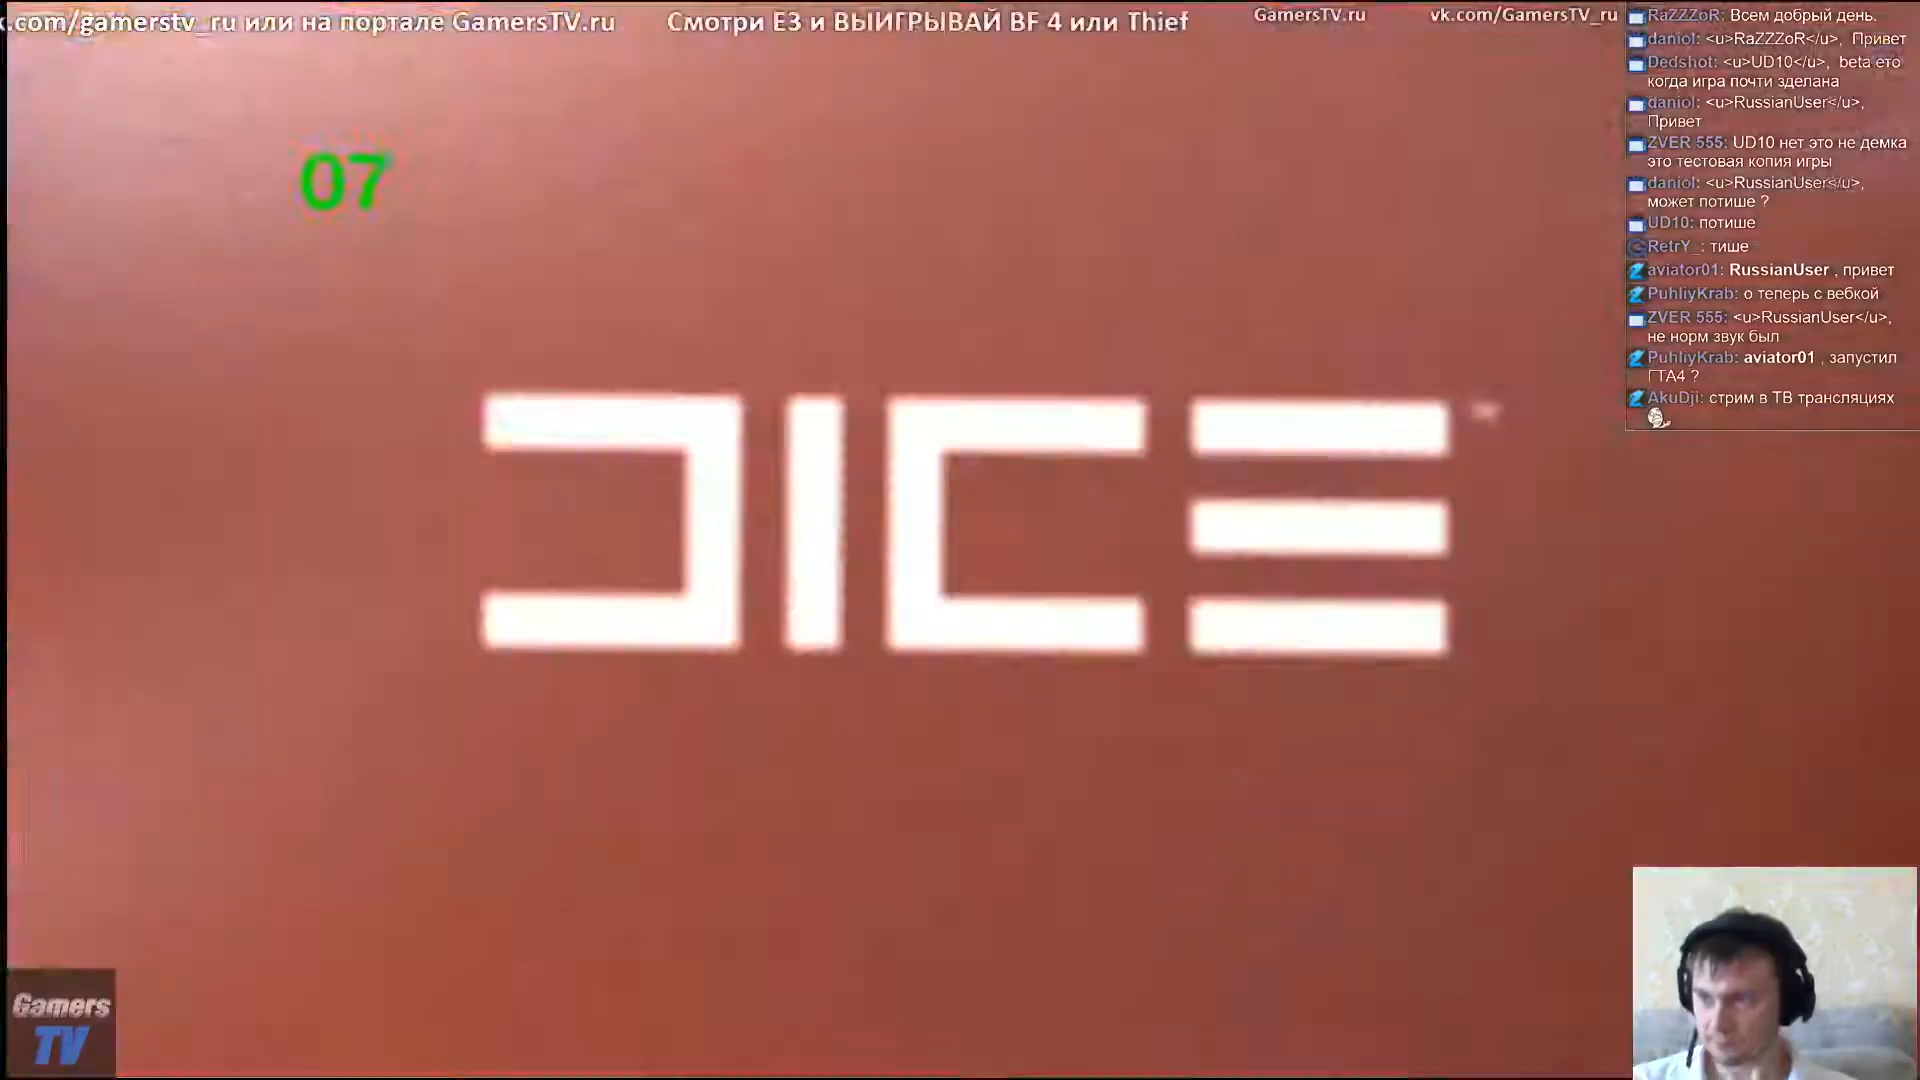 k.com/gamerstv_ru или на портале GamersTV.ru
Смотри E3 и ВЫИГРЫВАЙ BF 4 или Thief
GamersTV.ru
vk.com/GamersTV_ru
07
DICE
RaZZZoR: Всем добрый день.
daniol: <u>RaZZZoR</u>, Привет
Dedshot: <u>UD10</u>, beta ето
когда игра почти зделана
daniol: <u>RussianUser</u>,
Привет
ZVER 555: UD10 нет это не демка
это тестовая копия игры
daniol: <u>RussianUser</u>,
может потише ?
UD10: потише
RetrY_: тише
aviator01: RussianUser , привет
PuhliyKrab: о теперь с вебкой
ZVER 555: <u>RussianUser</u>,
не норм звук был
PuhliyKrab: aviator01 , запустил
ГТА4 ?
AkuDji: стрим в ТВ трансляциях
Gamers
TV